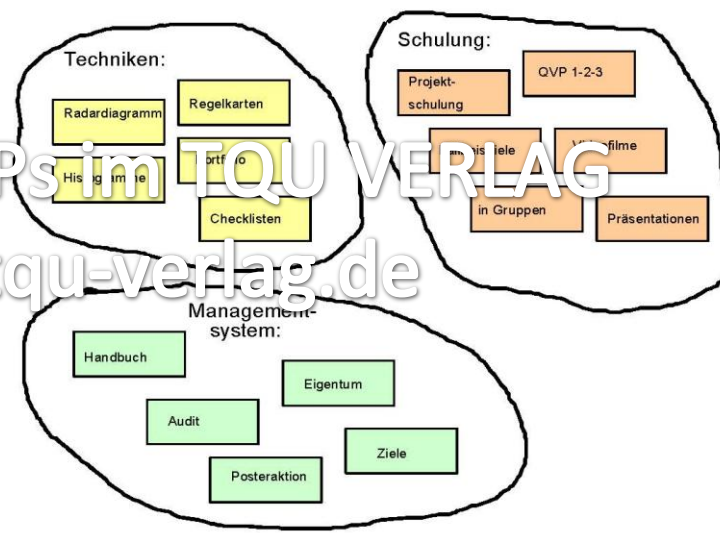 Techniken:
Radardiagramm
Regelkarten
Histogramme
Portfolio
Checklisten
Schulung:
Projekt-
schulung
QVP 1-2-3
Videofilme
in Gruppen
Präsentationen
Ps im TQU VERLAG
tqu-verlag.de
Management-
system:
Handbuch
Eigentum
Audit
Ziele
Posteraktion